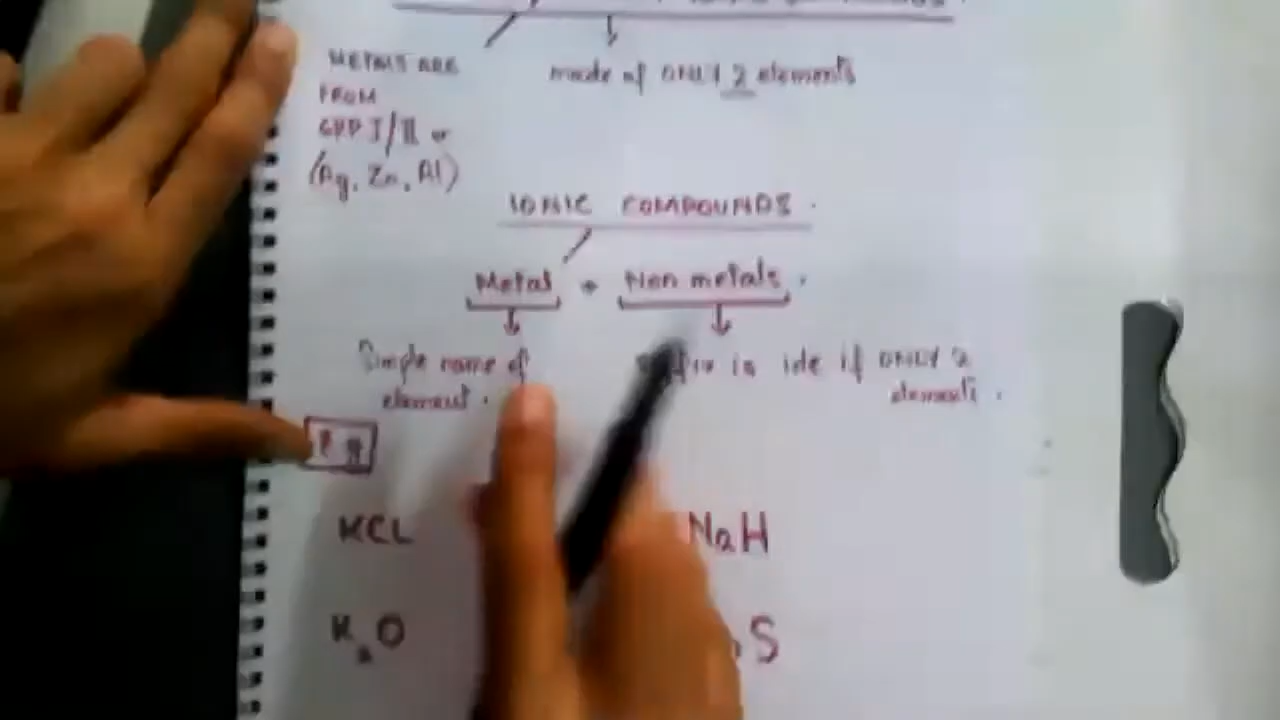 METALS ARE
FROM
GRP I/II or
(Ag, Zn, Al)
made of ONLY 2 elements
IONIC COMPOUNDS.
Metal + Non metals.
Simple name of
element.
is ide if ONLY 2
elements.
KCL
NaH
K2O
S